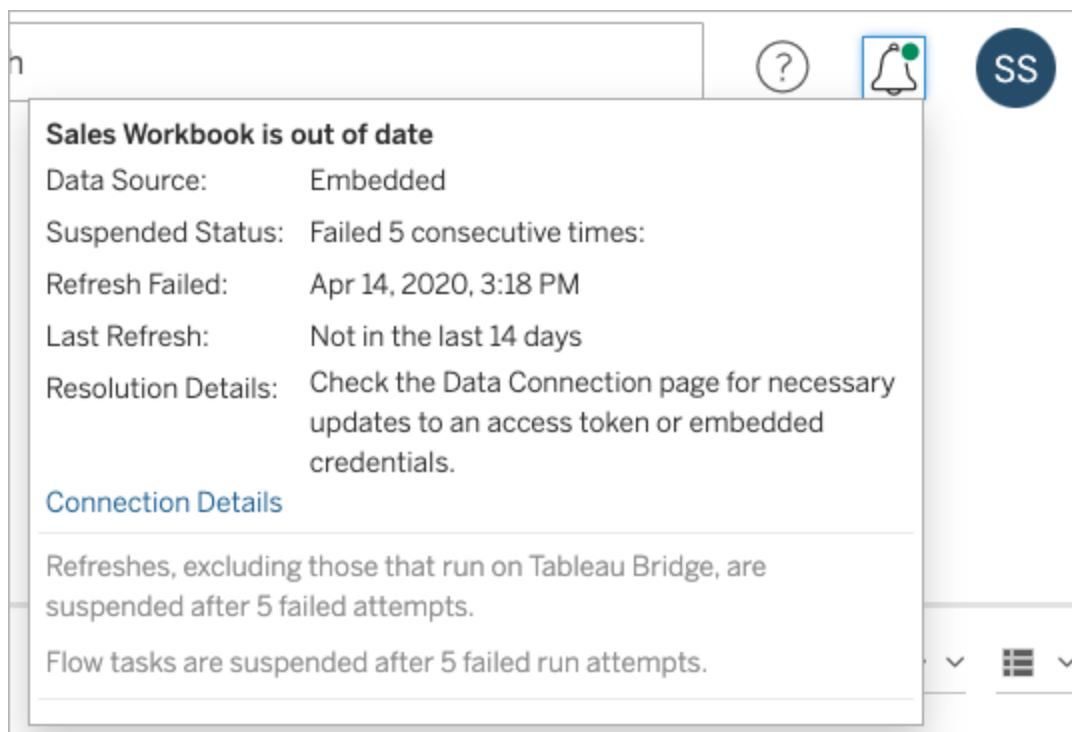 h
?
SS
Sales Workbook is out of date
Data Source: Embedded
Suspended Status: Failed 5 consecutive times:
Refresh Failed: Apr 14, 2020, 3:18 PM
Last Refresh: Not in the last 14 days
Resolution Details: Check the Data Connection page for necessary
updates to an access token or embedded
credentials.
Connection Details
Refreshes, excluding those that run on Tableau Bridge, are
suspended after 5 failed attempts.
Flow tasks are suspended after 5 failed run attempts.